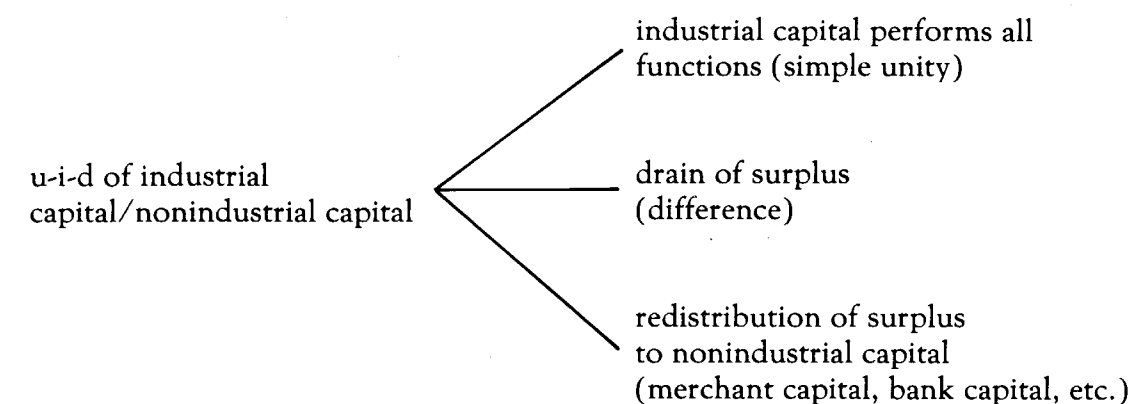 industrial capital performs all
functions (simple unity)
u-i-d of industrial
capital/nonindustrial capital
drain of surplus
(difference)
redistribution of surplus
to nonindustrial capital
(merchant capital, bank capital, etc.)